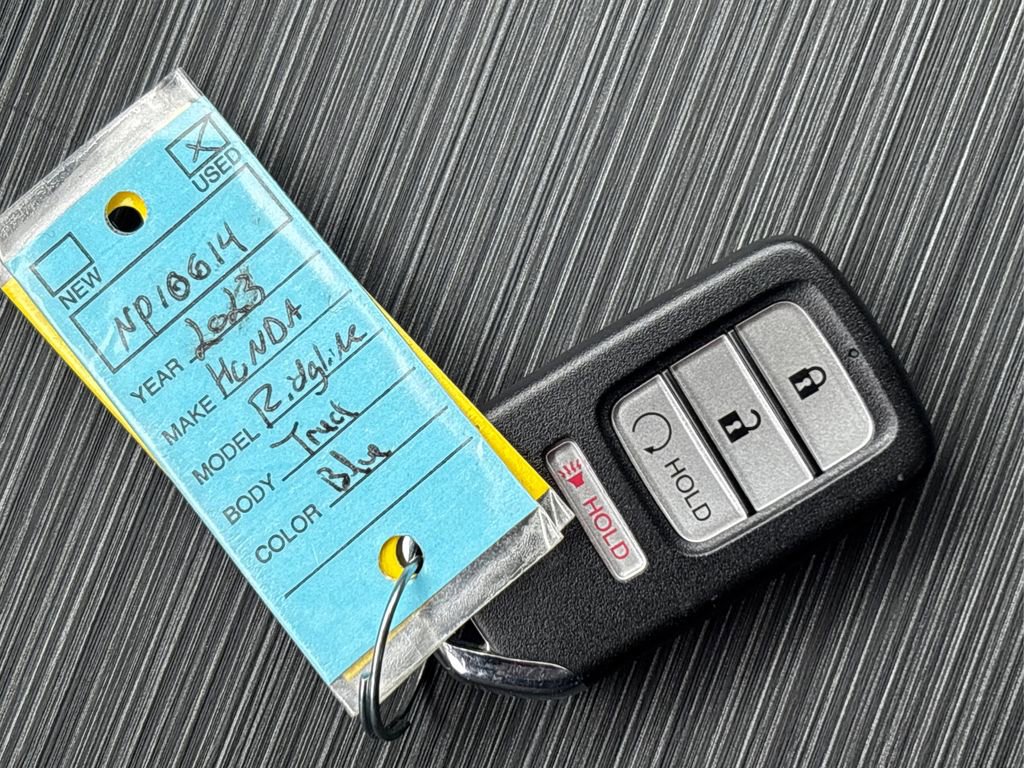 USED
NEW
NP10614
YEAR 2023
MAKE HONDA
MODEL Ridgline
BODY Truck
COLOR Blue
HOLD
HOLD